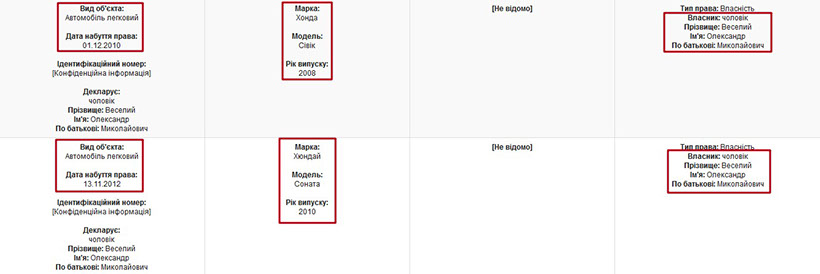 Вид об'єкта:
Автомобіль легковий
Дата набуття права:
01.12.2010
Ідентифікаційний номер:
[Конфіденційна інформація]
Декларує:
чоловік
Прізвище: Веселий
Ім'я: Олександр
По батькові: Миколайович
Марка:
Хонда
Модель:
Сівік
Рік випуску:
2008
[Не відомо]
Тип права: Власність
Власник: чоловік
Прізвище: Веселий
Ім'я: Олександр
По батькові: Миколайович
Вид об'єкта:
Автомобіль легковий
Дата набуття права:
13.11.2012
Ідентифікаційний номер:
[Конфіденційна інформація]
Декларує:
чоловік
Прізвище: Веселий
Ім'я: Олександр
По батькові: Миколайович
Марка:
Хюндай
Модель:
Соната
Рік випуску:
2010
[Не відомо]
Тип права: Власність
Власник: чоловік
Прізвище: Веселий
Ім'я: Олександр
По батькові: Миколайович